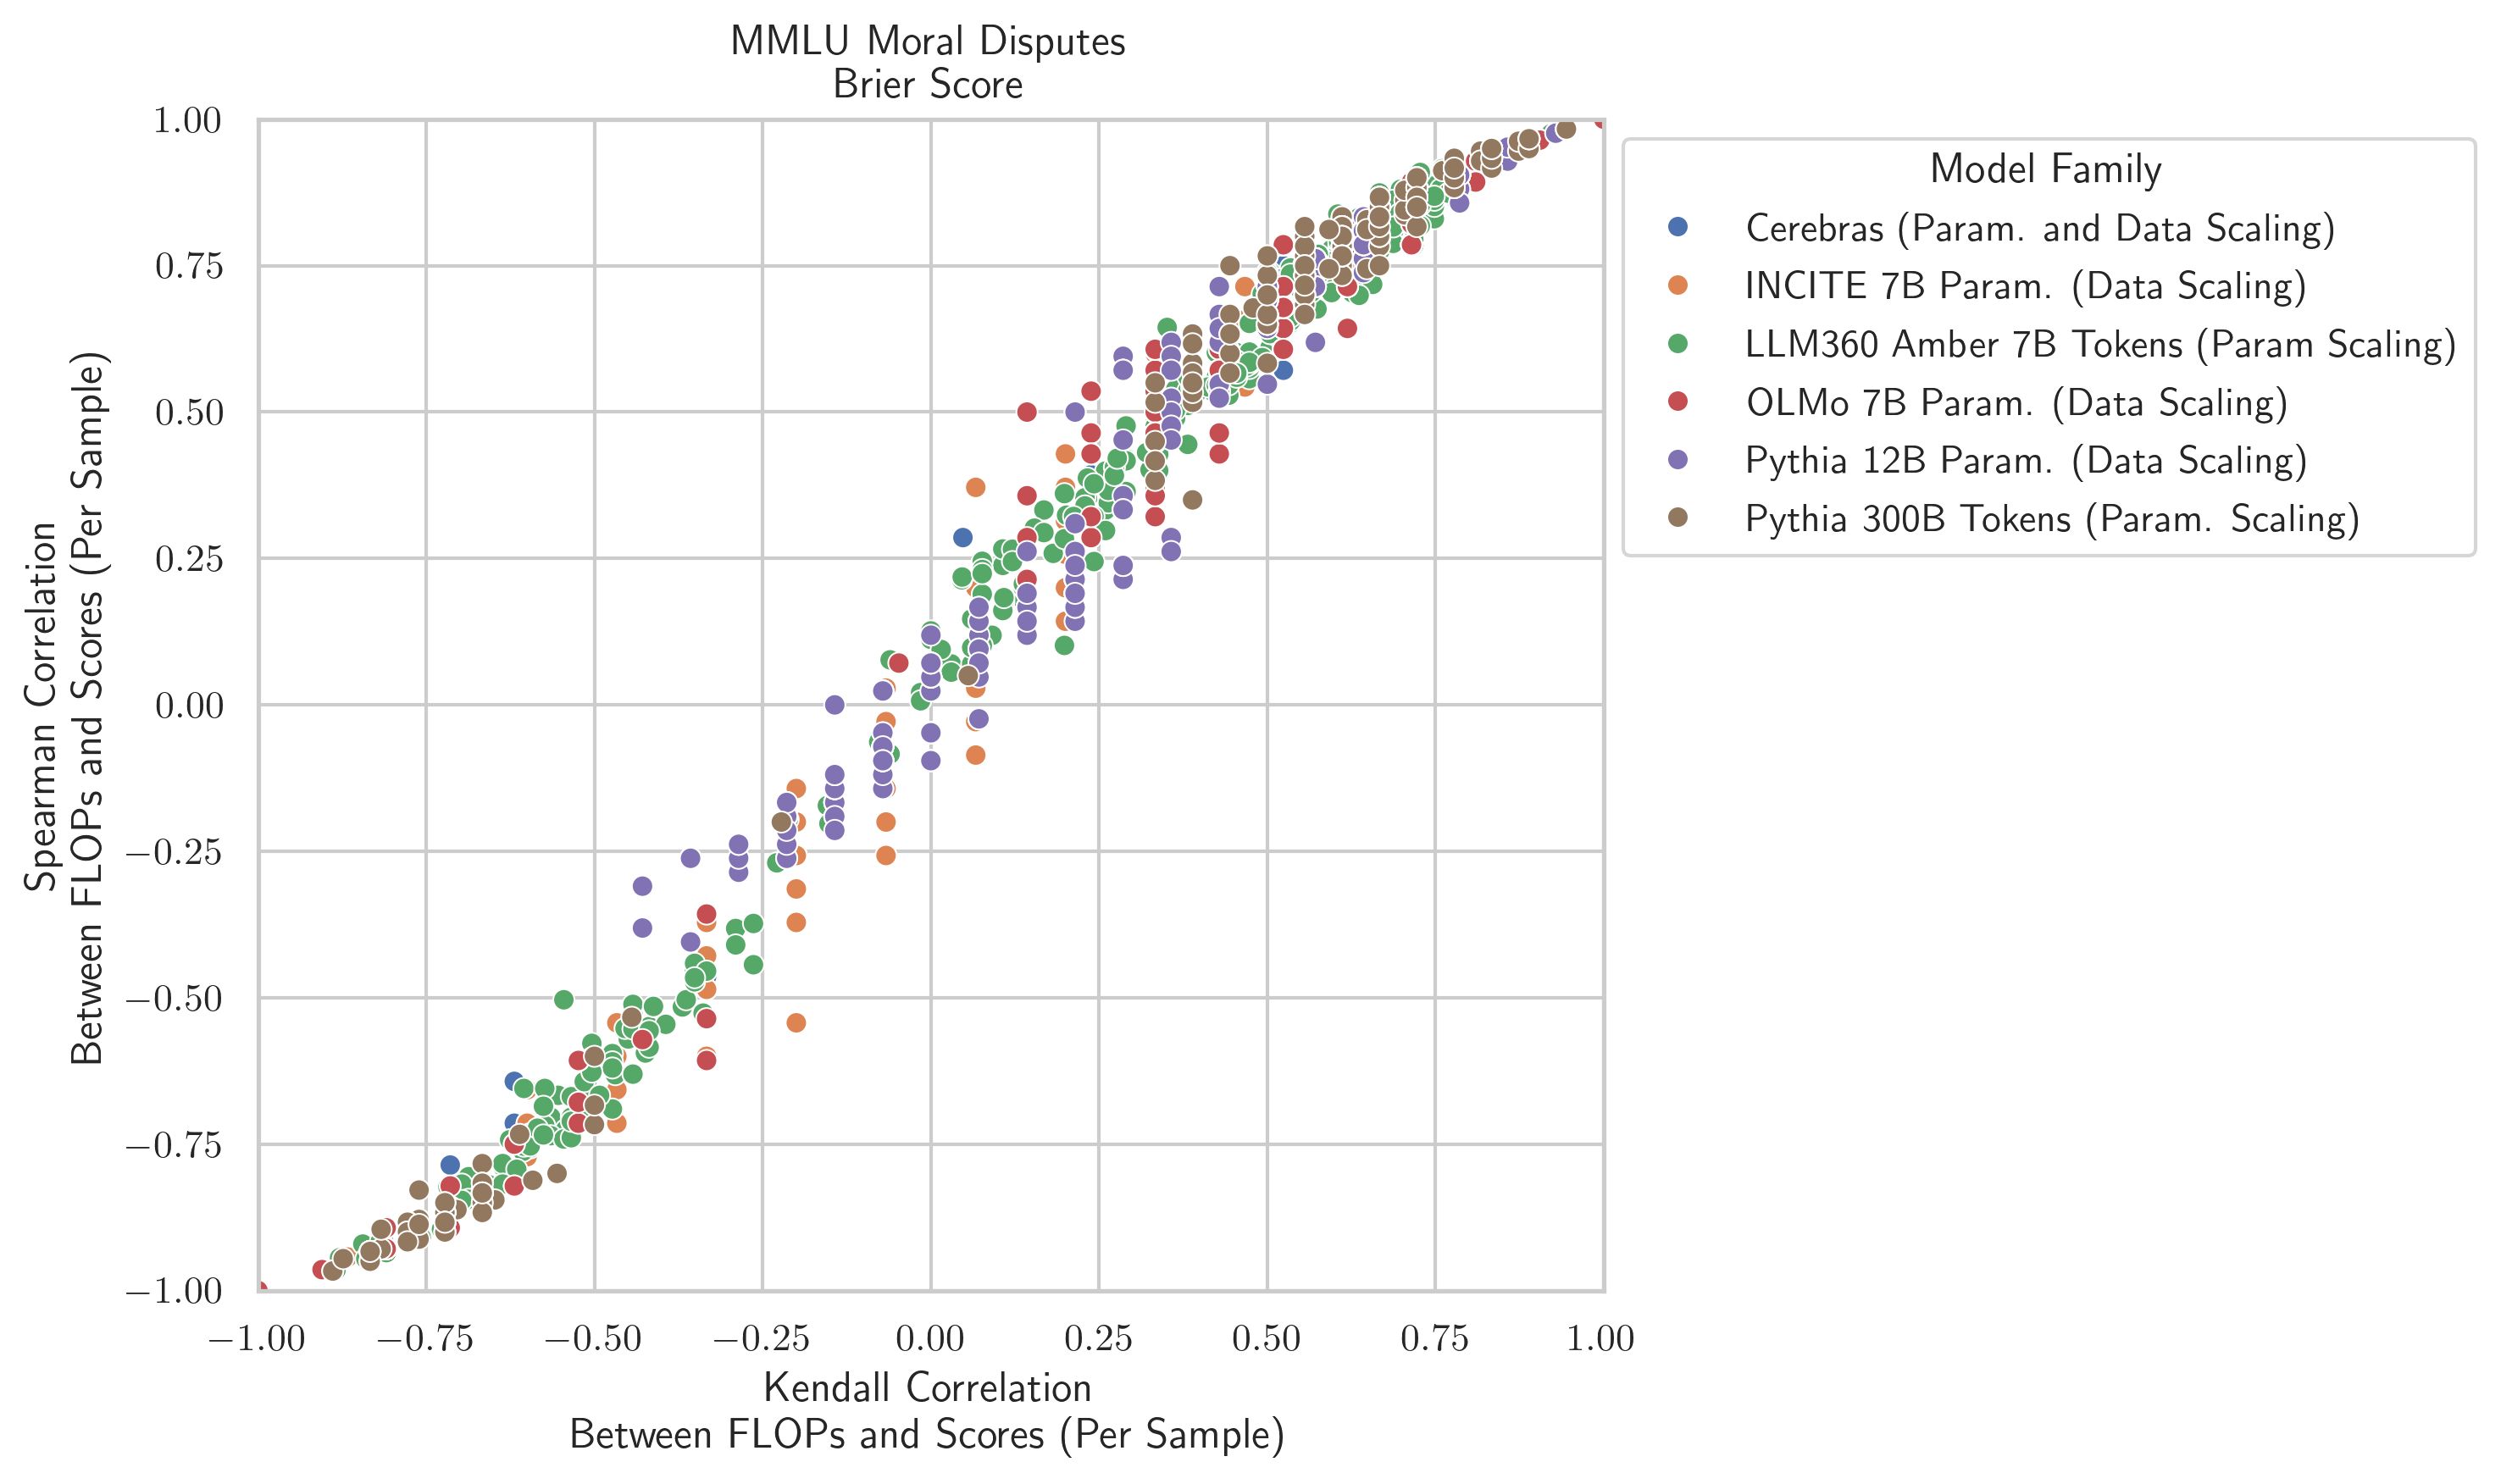 MMLU Moral Disputes
Brier Score
1.00
0.75
0.50
0.25
0.00
−0.25
−0.50
−0.75
−1.00
Spearman Correlation
Between FLOPs and Scores (Per Sample)
−1.00
−0.75
−0.50
−0.25
0.00
0.25
0.50
0.75
1.00
Kendall Correlation
Between FLOPs and Scores (Per Sample)
Model Family
Cerebras (Param. and Data Scaling)
INCITE 7B Param. (Data Scaling)
LLM360 Amber 7B Tokens (Param Scaling)
OLMo 7B Param. (Data Scaling)
Pythia 12B Param. (Data Scaling)
Pythia 300B Tokens (Param. Scaling)